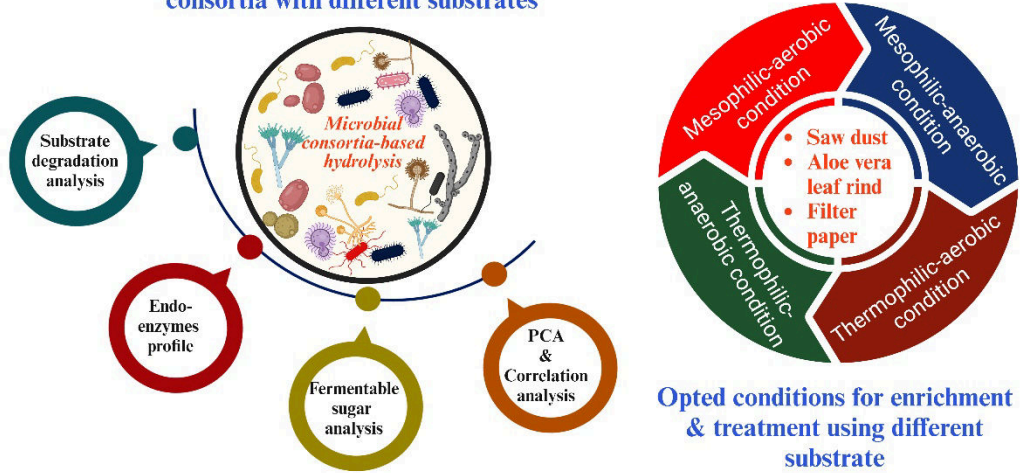 consortia with different substrates
Microbial
consortia-based
hydrolysis
Substrate
degradation
analysis
Endo-
enzymes
profile
Fermentable
sugar
analysis
PCA
&
Correlation
analysis
Mesophilic-aerobic
condition
Mesophilic-anaerobic
condition
Thermophilic-aerobic
condition
Thermophilic-
anaerobic condition
• Saw dust
• Aloe vera
leaf rind
• Filter
paper
Opted conditions for enrichment
& treatment using different
substrate